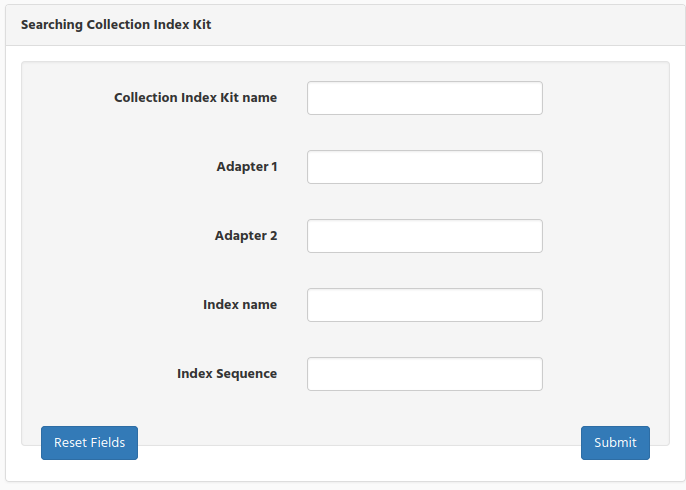 Searching Collection Index Kit
Collection Index Kit name
Adapter 1
Adapter 2
Index name
Index Sequence
Reset Fields
Submit